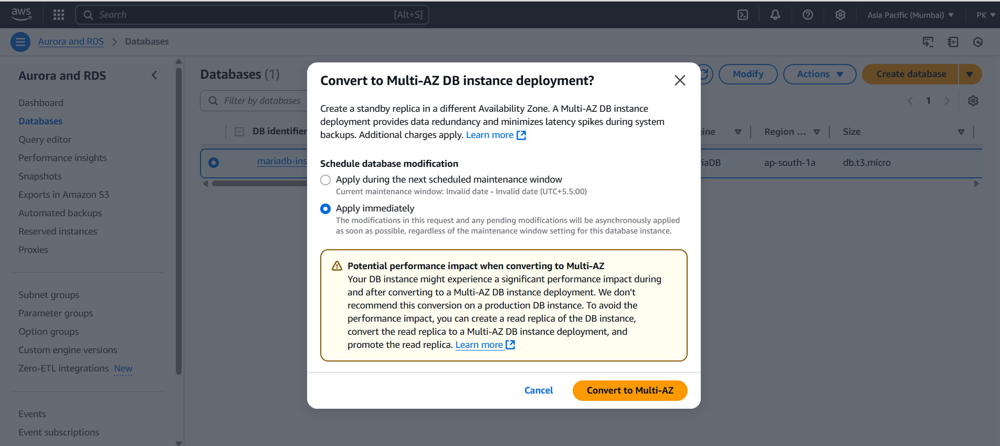 aws
Search
[Alt+S]
Asia Pacific (Mumbai)
PK
Aurora and RDS
Databases
Aurora and RDS
Dashboard
Databases
Query editor
Performance insights
Snapshots
Exports in Amazon S3
Automated backups
Reserved instances
Proxies
Subnet groups
Parameter groups
Option groups
Custom engine versions
Zero-ETL integrations New
Events
Event subscriptions
Databases (1)
Modify
Actions
Create database
Filter by databases
1
DB identifier
Region ...
Size
mariadb-ins
ap-south-1a
db.t3.micro
Convert to Multi-AZ DB instance deployment?
Create a standby replica in a different Availability Zone. A Multi-AZ DB instance
deployment provides data redundancy and minimizes latency spikes during system
backups. Additional charges apply. Learn more
Schedule database modification
Apply during the next scheduled maintenance window
Current maintenance window: Invalid date - Invalid date (UTC+5.5:00)
Apply immediately
The modifications in this request and any pending modifications will be asynchronously applied
as soon as possible, regardless of the maintenance window setting for this database instance.
Potential performance impact when converting to Multi-AZ
Your DB instance might experience a significant performance impact during
and after converting to a Multi-AZ DB instance deployment. We don't
recommend this conversion on a production DB instance. To avoid the
performance impact, you can create a read replica of the DB instance,
convert the read replica to a Multi-AZ DB instance deployment, and
promote the read replica. Learn more
Cancel
Convert to Multi-AZ